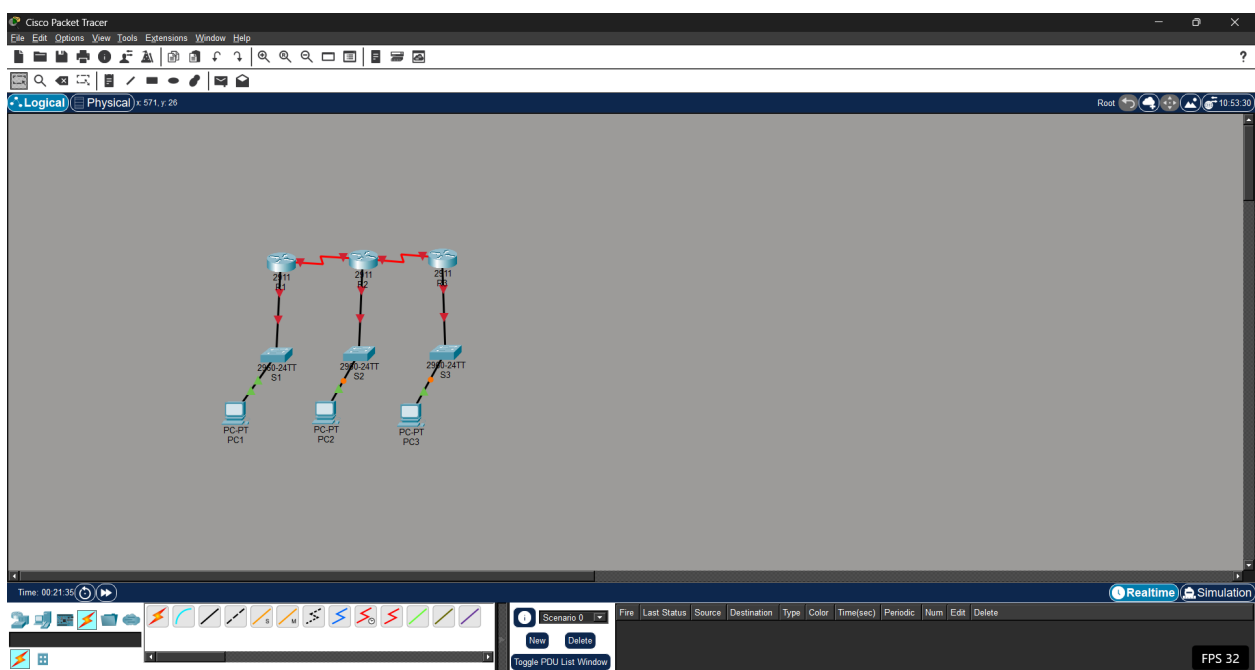 Cisco Packet Tracer
File Edit Options View Tools Extensions Window Help
?
Logical Physical x: 571, y: 26
Root 10:53:30
2911
R1
2911
R2
2911
R3
2960-24TT
S1
2960-24TT
S2
2960-24TT
S3
PC-PT
PC1
PC-PT
PC2
PC-PT
PC3
Time: 00:21:35
Realtime Simulation
S M
Scenario 0
New Delete
Toggle PDU List Window
Fire Last Status Source Destination Type Color Time(sec) Periodic Num Edit Delete
FPS 32